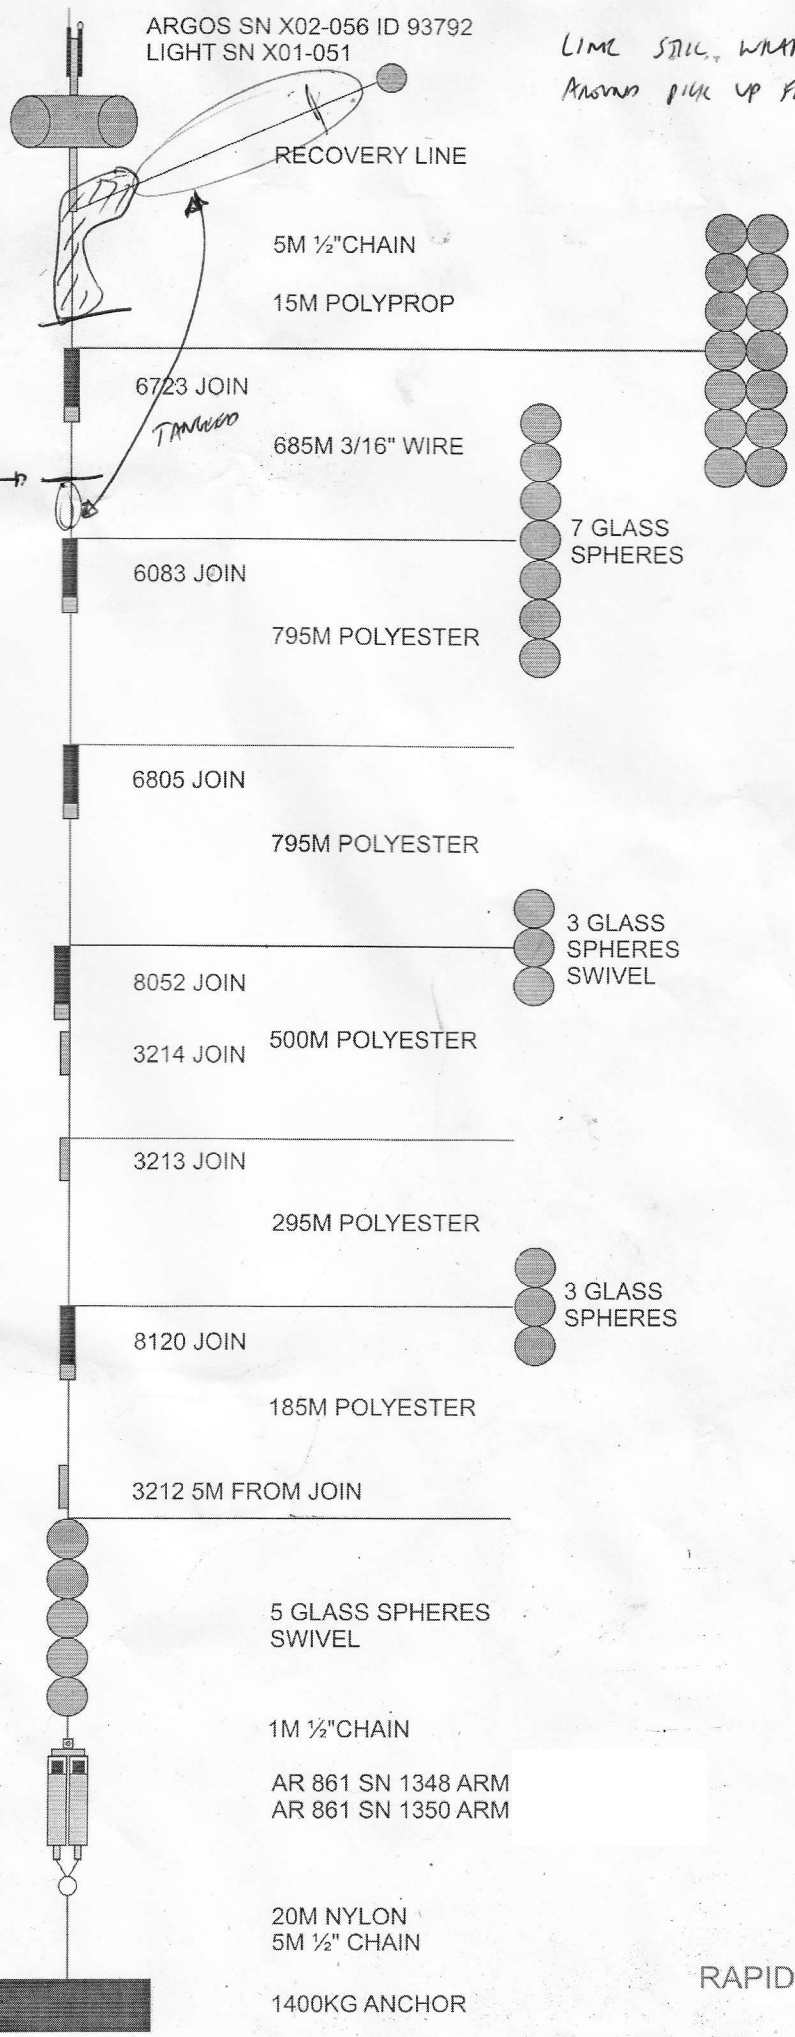 ARGOS SN X02-056 ID 93792
LIGHT SN X01-051
LINE STILL
AROUND PICK UP
RECOVERY LINE
5M ½"CHAIN
15M POLYPROP
6723 JOIN
TANGLED
685M 3/16" WIRE
7 GLASS
SPHERES
6083 JOIN
795M POLYESTER
6805 JOIN
795M POLYESTER
3 GLASS
SPHERES
SWIVEL
8052 JOIN
500M POLYESTER
3214 JOIN
3213 JOIN
295M POLYESTER
3 GLASS
SPHERES
8120 JOIN
185M POLYESTER
3212 5M FROM JOIN
5 GLASS SPHERES
SWIVEL
1M ½"CHAIN
AR 861 SN 1348 ARM
AR 861 SN 1350 ARM
20M NYLON
5M ½" CHAIN
RAPID
1400KG ANCHOR